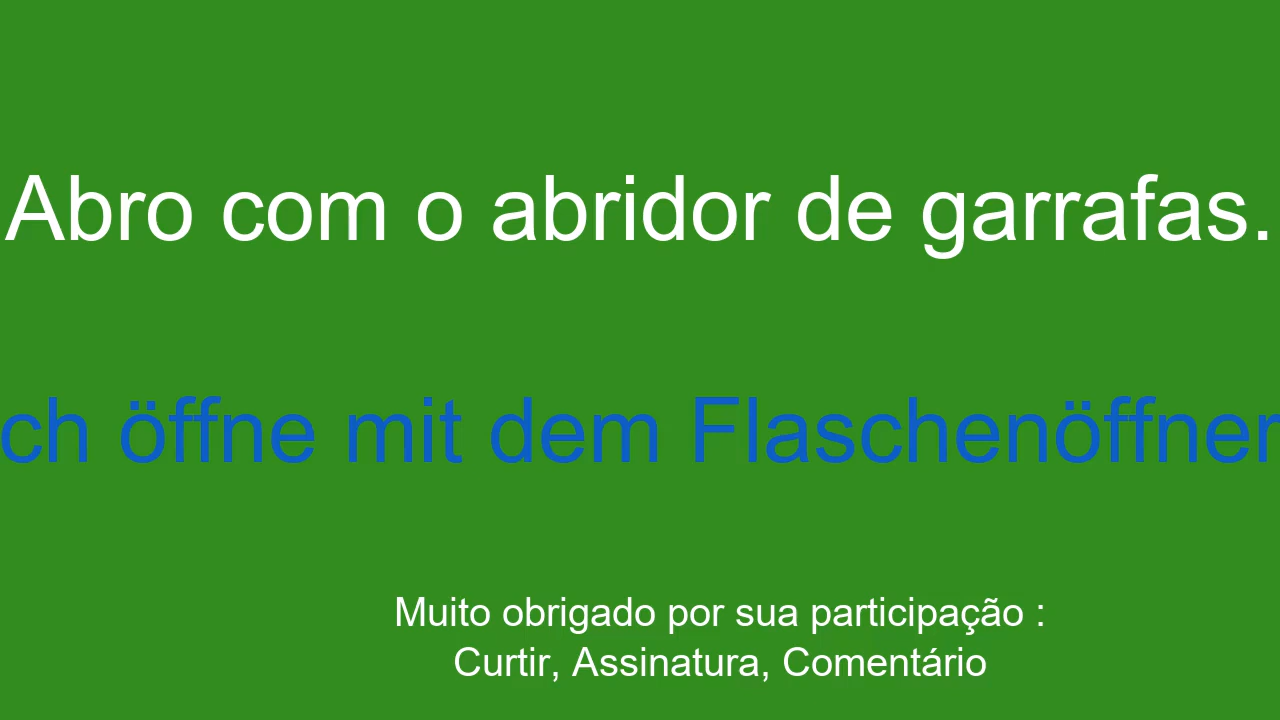 Abro com o abridor de garrafas.
ch öffne mit dem Flaschenöffner
Muito obrigado por sua participação :
Curtir, Assinatura, Comentário